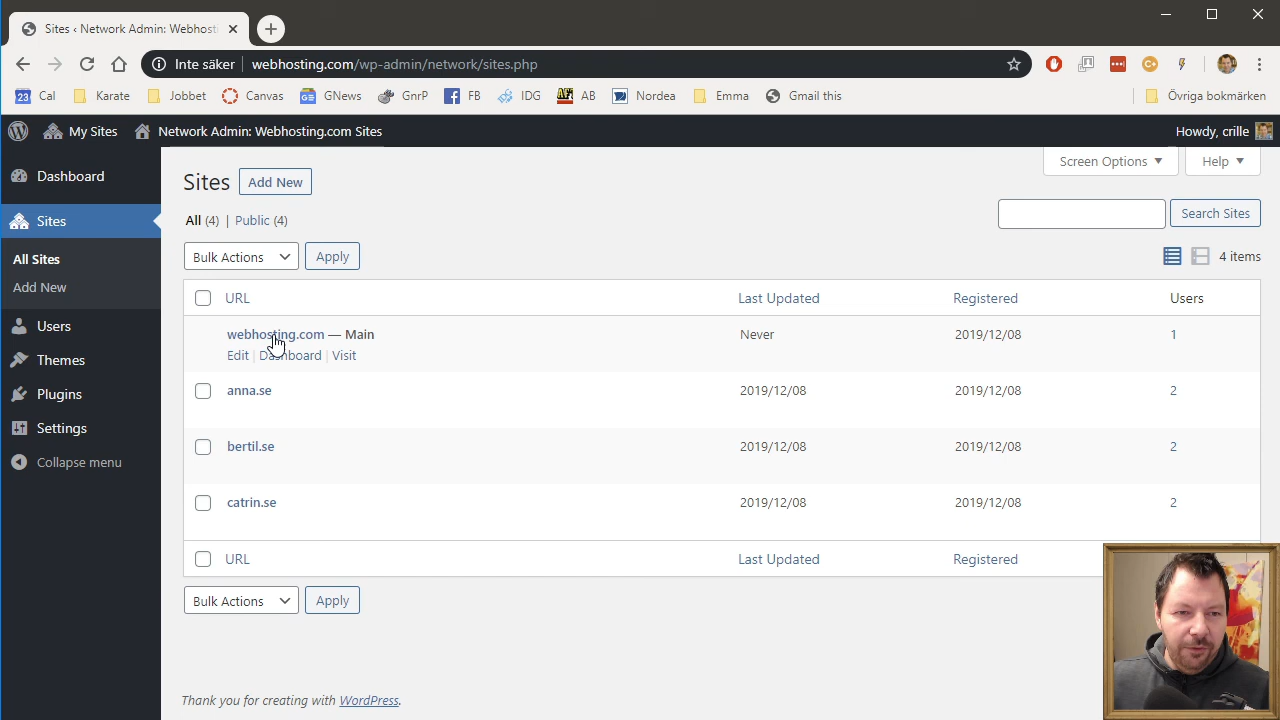 Sites ‹ Network Admin: Webhosti
Inte säker webhosting.com/wp-admin/network/sites.php
23 Cal Karate Jobbet Canvas GNews GnrP FB IDG AB Nordea Emma Gmail this Övriga bokmärken
My Sites Network Admin: Webhosting.com Sites Howdy, crille
Dashboard
Sites
All Sites
Add New
Users
Themes
Plugins
Settings
Collapse menu
Screen Options Help
Sites Add New
All (4) | Public (4)
Search Sites
Bulk Actions Apply 4 items
URL Last Updated Registered Users
webhosting.com — Main Never 2019/12/08 1
Edit | Dashboard | Visit
anna.se 2019/12/08 2019/12/08 2
bertil.se 2019/12/08 2019/12/08 2
catrin.se 2019/12/08 2019/12/08 2
URL Last Updated Registered
Bulk Actions Apply
Thank you for creating with WordPress.